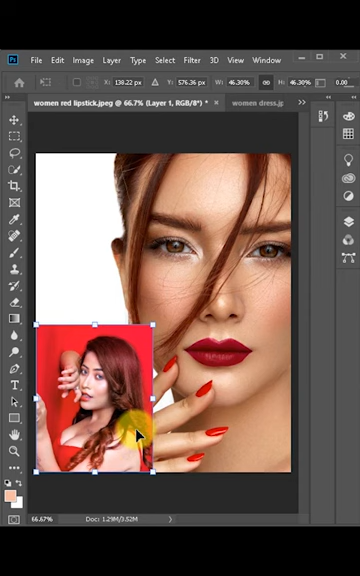 Ps File Edit Image Layer Type Select Filter 3D View Window
X: 138.22 px Y: 576.36 px W: 46.30% H: 46.30% 0.00
women red lipstick.jpeg @ 66.7% (Layer 1, RGB/8*) * × women dress.jp
66.67% Doc: 1.29M/3.52M